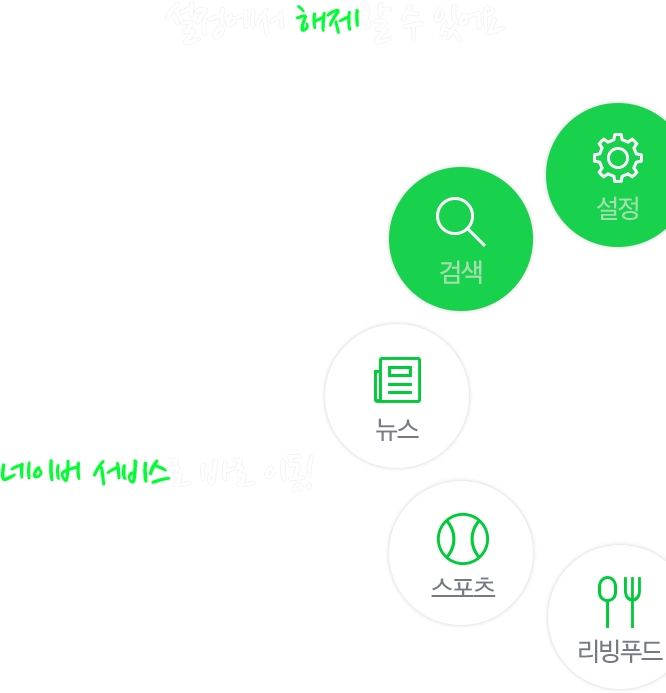 설정에서 해제할 수 있어요
설정
검색
뉴스
네이버 서비스로 바로 이동!
스포츠
리빙푸드